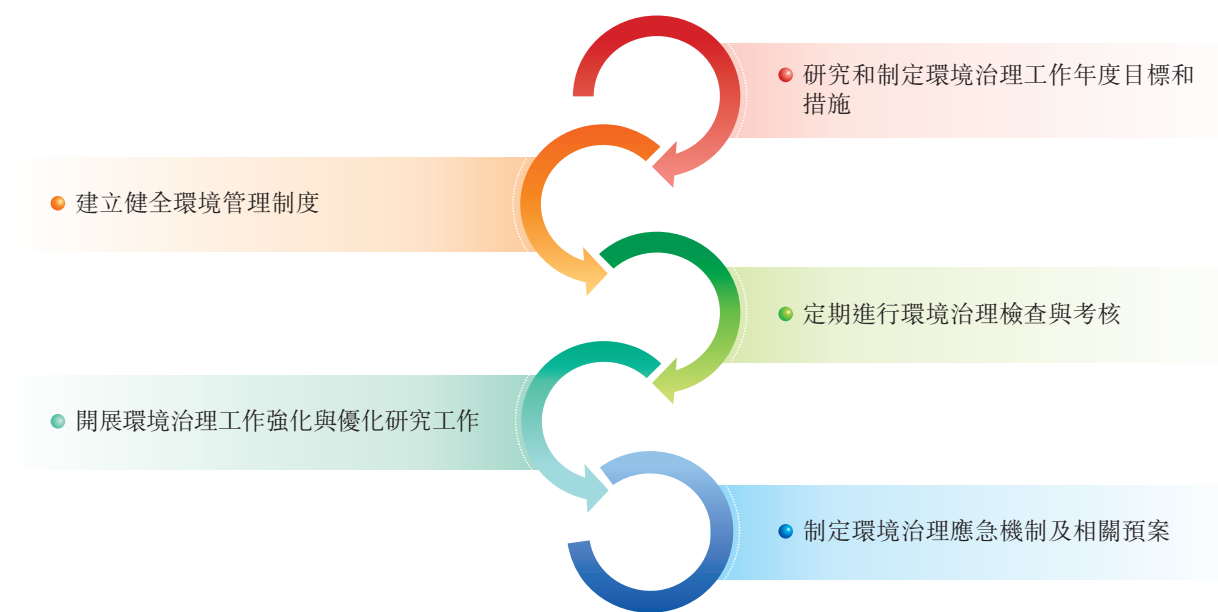 研究和制定環境治理工作年度目標和
措施
建立健全環境管理制度
定期進行環境治理檢查與考核
開展環境治理工作強化與優化研究工作
制定環境治理應急機制及相關預案